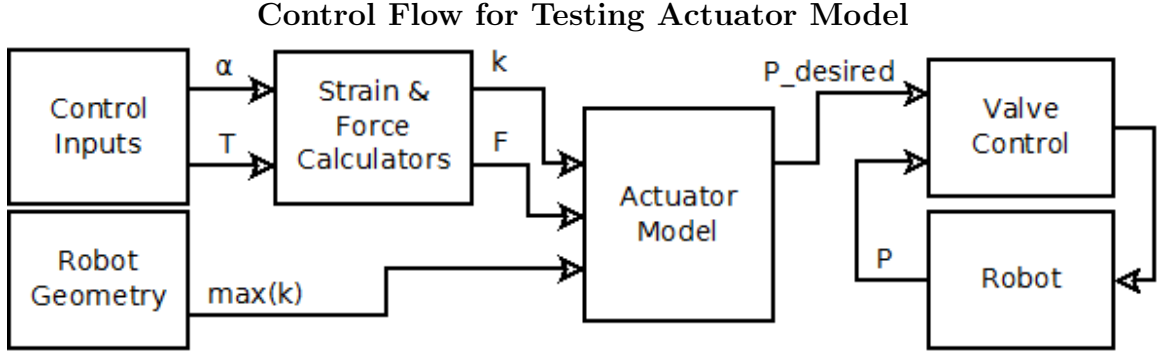 Control Flow for Testing Actuator Model
Control
Inputs
α
T
Strain &
Force
Calculators
k
F
Robot
Geometry
max(k)
Actuator
Model
P_desired
Valve
Control
P
Robot